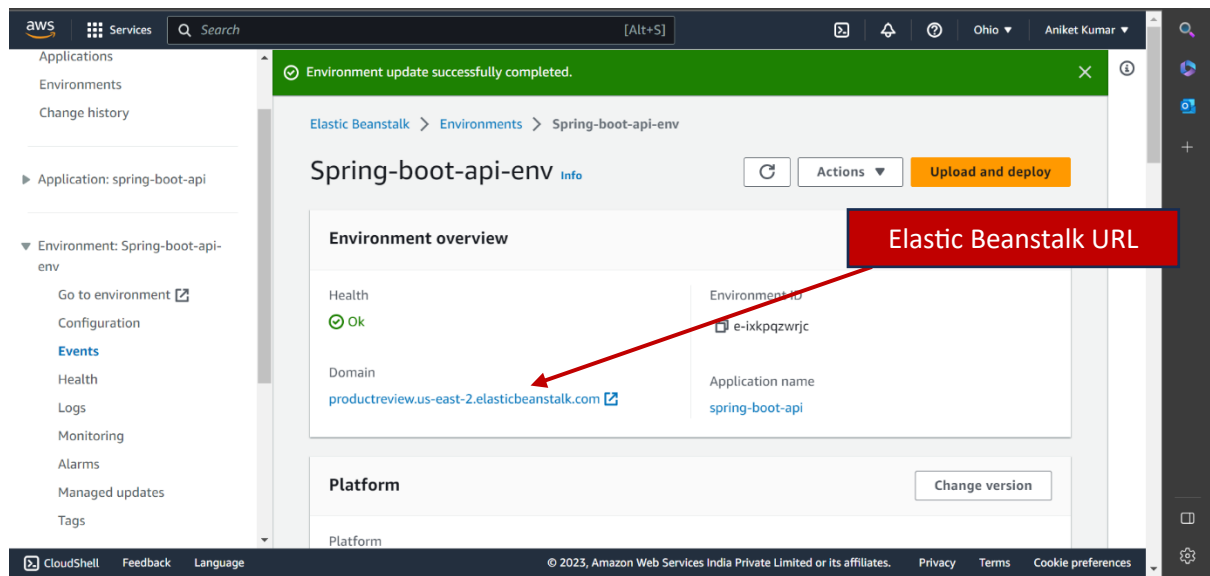 aws
Services
Search
[Alt+S]
Ohio
Aniket Kumar
Applications
Environments
Change history
Application: spring-boot-api
Environment: Spring-boot-api-
env
Go to environment
Configuration
Events
Health
Logs
Monitoring
Alarms
Managed updates
Tags
Environment update successfully completed.
Elastic Beanstalk > Environments > Spring-boot-api-env
Spring-boot-api-env Info
Actions
Upload and deploy
Environment overview
Elastic Beanstalk URL
Health
Ok
Environment ID
e-ixkpqzwrjc
Domain
productreview.us-east-2.elasticbeanstalk.com
Application name
spring-boot-api
Platform
Change version
Platform
CloudShell
Feedback
Language
© 2023, Amazon Web Services India Private Limited or its affiliates.
Privacy
Terms
Cookie preferences